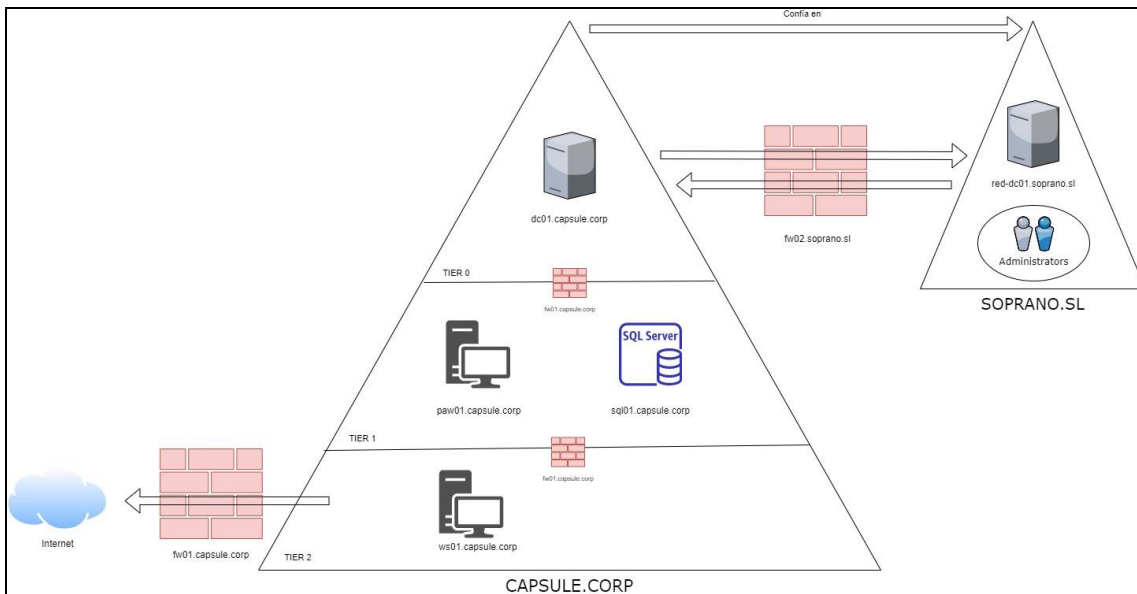 Confía en
dc01.capsule.corp
red-dc01.soprano.sl
fw02.soprano.sl
Administrators
TIER 0
fw01.capsule.corp
SOPRANO.SL
SQL Server
paw01.capsule.corp
sql01.capsule.corp
TIER 1
fw01.capsule.corp
Internet
fw01.capsule.corp
ws01.capsule.corp
TIER 2
CAPSULE.CORP